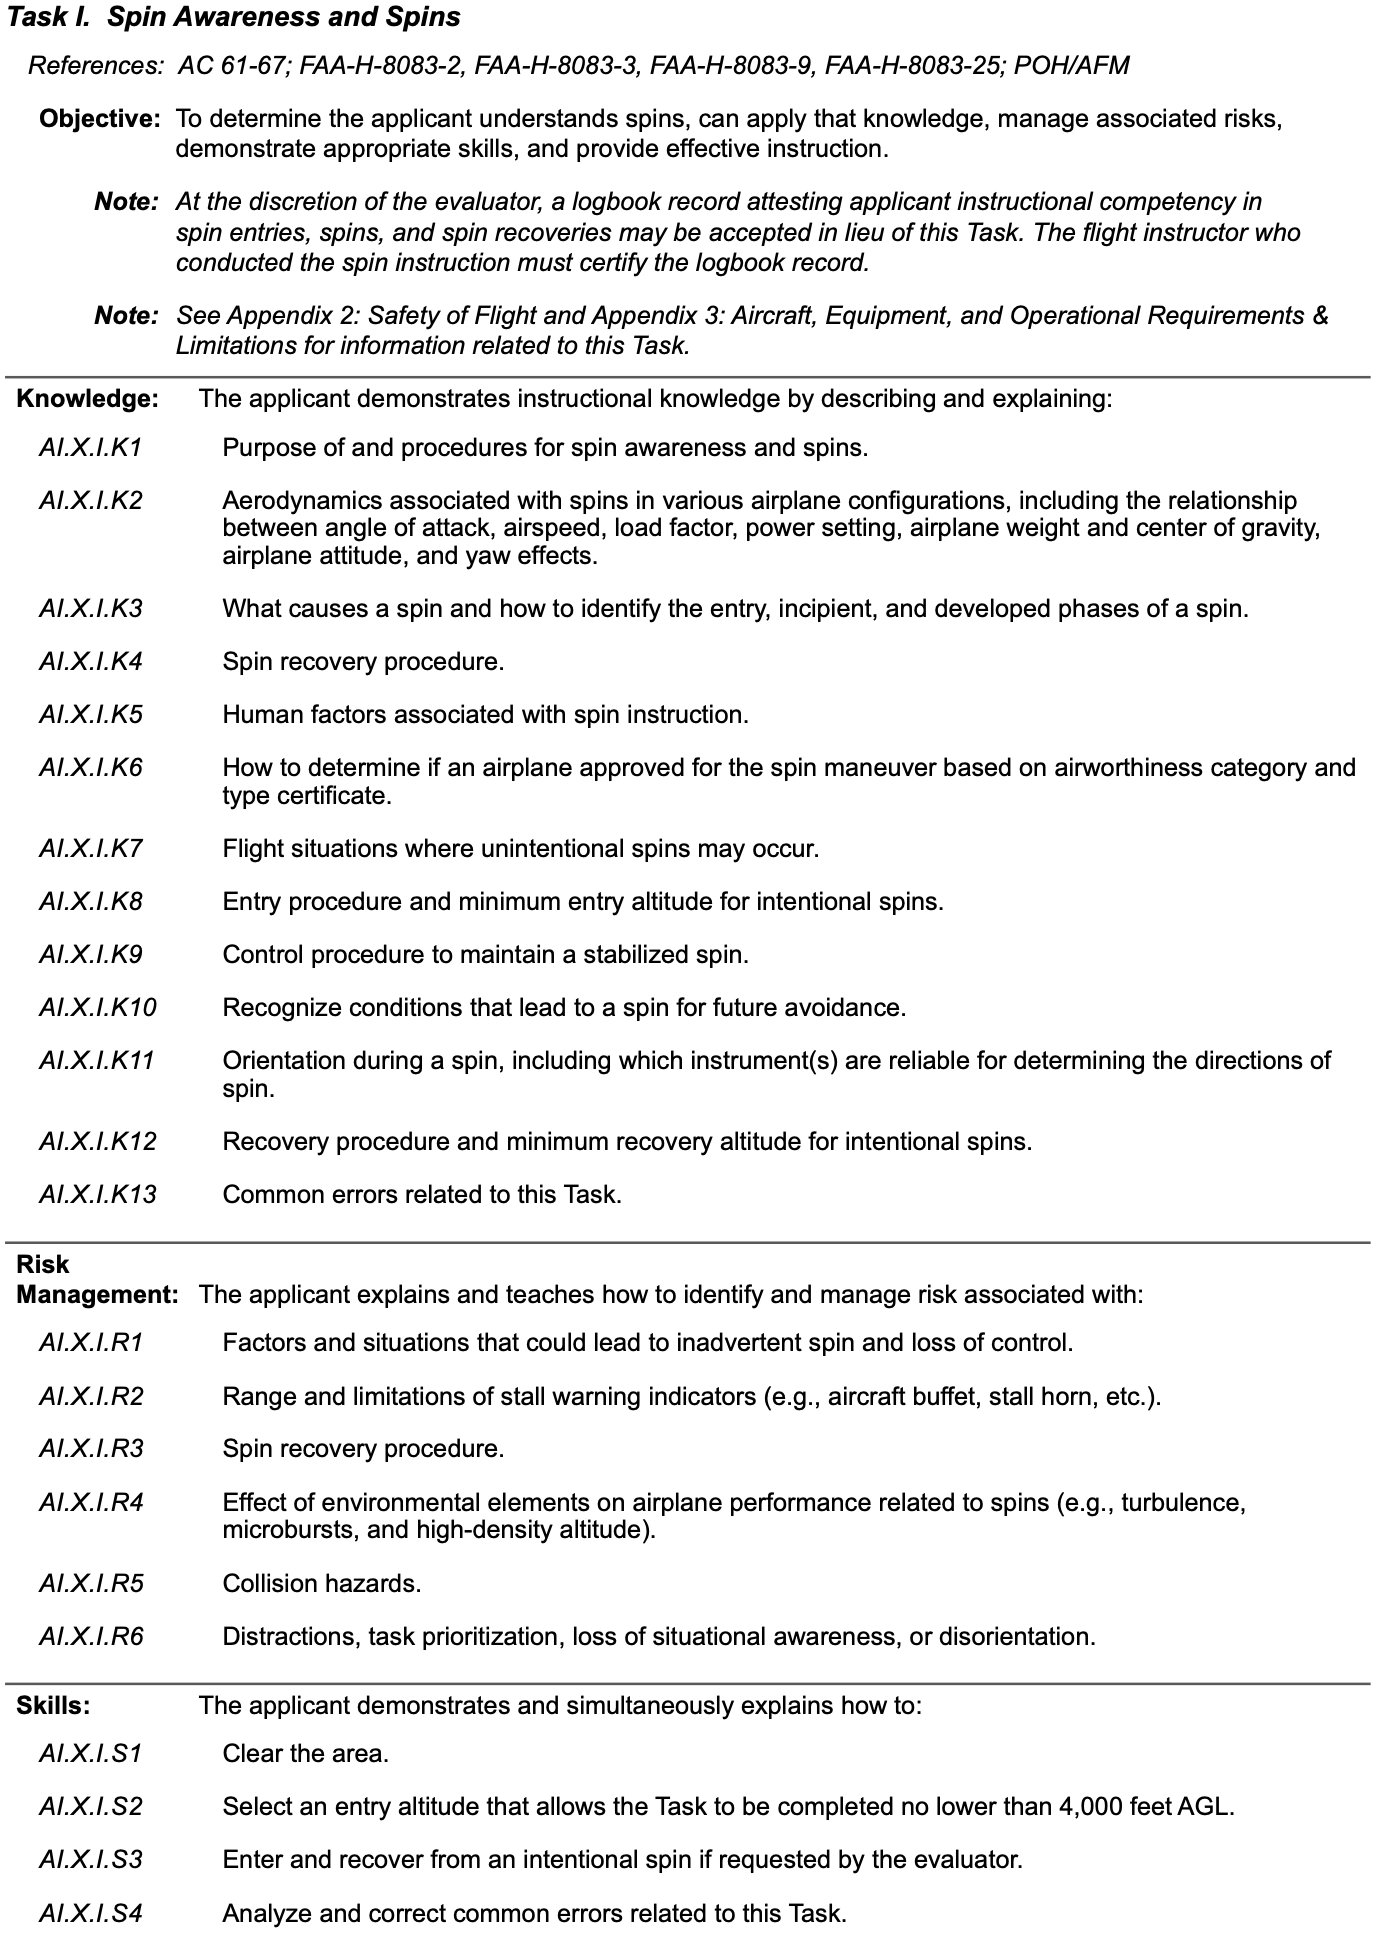 Task I. Spin Awareness and Spins
References: AC 61-67; FAA-H-8083-2, FAA-H-8083-3, FAA-H-8083-9, FAA-H-8083-25; POH/AFM
Objective: To determine the applicant understands spins, can apply that knowledge, manage associated risks,
demonstrate appropriate skills, and provide effective instruction.
Note: At the discretion of the evaluator, a logbook record attesting applicant instructional competency in
spin entries, spins, and spin recoveries may be accepted in lieu of this Task. The flight instructor who
conducted the spin instruction must certify the logbook record.
Note: See Appendix 2: Safety of Flight and Appendix 3: Aircraft, Equipment, and Operational Requirements &
Limitations for information related to this Task.
Knowledge: The applicant demonstrates instructional knowledge by describing and explaining:
AI.X.I.K1 Purpose of and procedures for spin awareness and spins.
AI.X.I.K2 Aerodynamics associated with spins in various airplane configurations, including the relationship
between angle of attack, airspeed, load factor, power setting, airplane weight and center of gravity,
airplane attitude, and yaw effects.
AI.X.I.K3 What causes a spin and how to identify the entry, incipient, and developed phases of a spin.
AI.X.I.K4 Spin recovery procedure.
AI.X.I.K5 Human factors associated with spin instruction.
AI.X.I.K6 How to determine if an airplane approved for the spin maneuver based on airworthiness category and
type certificate.
AI.X.I.K7 Flight situations where unintentional spins may occur.
AI.X.I.K8 Entry procedure and minimum entry altitude for intentional spins.
AI.X.I.K9 Control procedure to maintain a stabilized spin.
AI.X.I.K10 Recognize conditions that lead to a spin for future avoidance.
AI.X.I.K11 Orientation during a spin, including which instrument(s) are reliable for determining the directions of
spin.
AI.X.I.K12 Recovery procedure and minimum recovery altitude for intentional spins.
AI.X.I.K13 Common errors related to this Task.
Risk
Management: The applicant explains and teaches how to identify and manage risk associated with:
AI.X.I.R1 Factors and situations that could lead to inadvertent spin and loss of control.
AI.X.I.R2 Range and limitations of stall warning indicators (e.g., aircraft buffet, stall horn, etc.).
AI.X.I.R3 Spin recovery procedure.
AI.X.I.R4 Effect of environmental elements on airplane performance related to spins (e.g., turbulence,
microbursts, and high-density altitude).
AI.X.I.R5 Collision hazards.
AI.X.I.R6 Distractions, task prioritization, loss of situational awareness, or disorientation.
Skills: The applicant demonstrates and simultaneously explains how to:
AI.X.I.S1 Clear the area.
AI.X.I.S2 Select an entry altitude that allows the Task to be completed no lower than 4,000 feet AGL.
AI.X.I.S3 Enter and recover from an intentional spin if requested by the evaluator.
AI.X.I.S4 Analyze and correct common errors related to this Task.